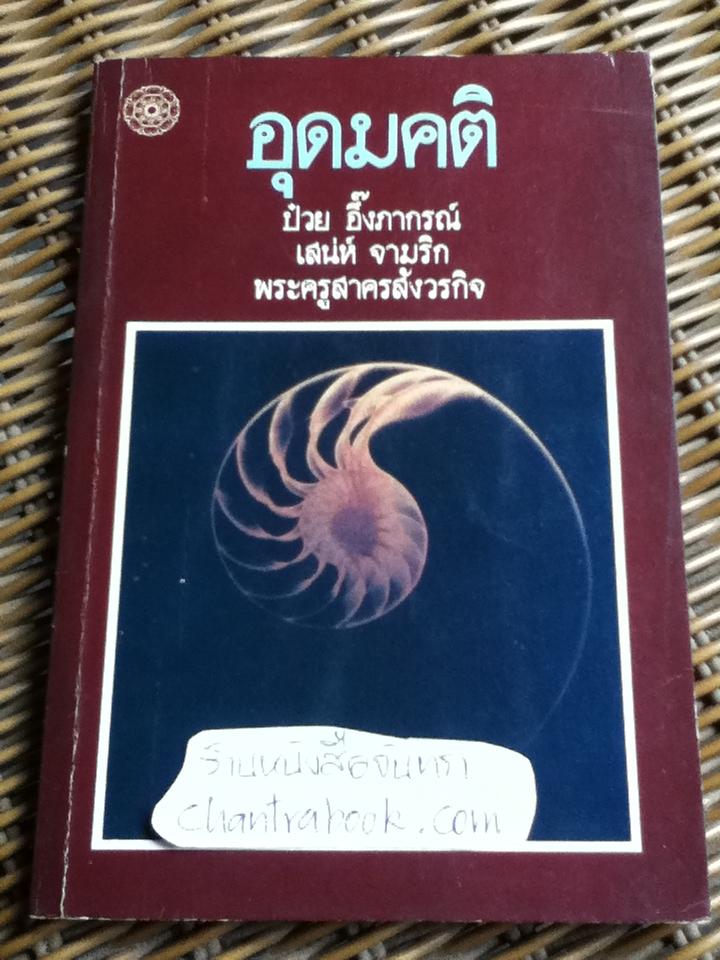 อุดมคติ
ป๋วย อึ๊งภากรณ์
เสน่ห์ จามริก
พระครูสาครสังวรกิจ
ร้านหนังสือจันทรา
chantrabook.com